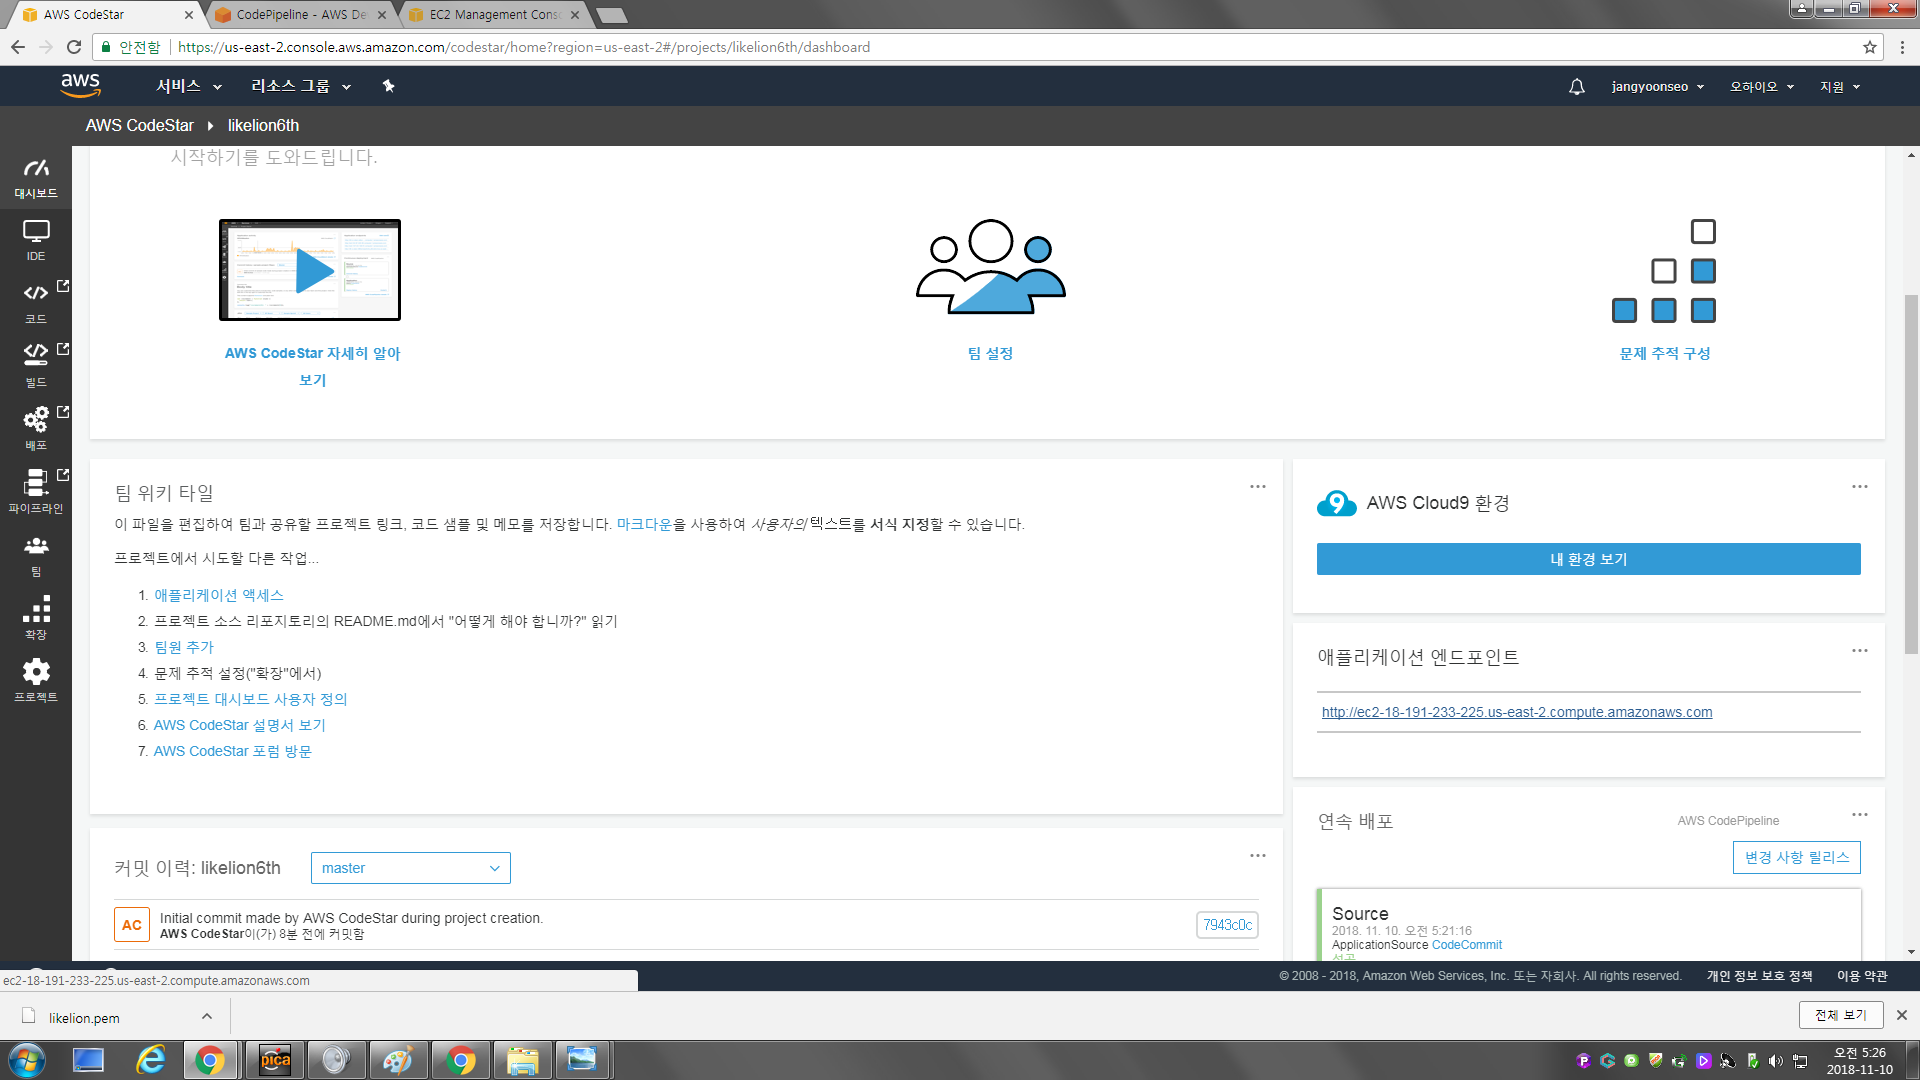 AWS CodeStar
CodePipeline - AWS De
EC2 Management Conso
안전함
https://us-east-2.console.aws.amazon.com/codestar/home?region=us-east-2#/projects/likelion6th/dashboard
aws
서비스
리소스 그룹
jangyoonseo
오하이오
지원
AWS CodeStar
likelion6th
대시보드
IDE
코드
빌드
배포
파이프라인
팀
확장
프로젝트
시작하기를 도와드립니다.
AWS CodeStar 자세히 알아
보기
팀 설정
문제 추적 구성
팀 위키 타일
이 파일을 편집하여 팀과 공유할 프로젝트 링크, 코드 샘플 및 메모를 저장합니다. 마크다운을 사용하여 사용자의 텍스트를 서식 지정할 수 있습니다.
프로젝트에서 시도할 다른 작업...
1. 애플리케이션 액세스
2. 프로젝트 소스 리포지토리의 README.md에서 "어떻게 해야 합니까?" 읽기
3. 팀원 추가
4. 문제 추적 설정("확장"에서)
5. 프로젝트 대시보드 사용자 정의
6. AWS CodeStar 설명서 보기
7. AWS CodeStar 포럼 방문
커밋 이력: likelion6th
master
AC
Initial commit made by AWS CodeStar during project creation.
AWS CodeStar이(가) 8분 전에 커밋함
7943c0c
9
AWS Cloud9 환경
내 환경 보기
애플리케이션 엔드포인트
http://ec2-18-191-233-225.us-east-2.compute.amazonaws.com
연속 배포
AWS CodePipeline
변경 사항 릴리스
Source
2018. 11. 10. 오전 5:21:16
ApplicationSource CodeCommit
성공
© 2008 - 2018, Amazon Web Services, Inc. 또는 자회사. All rights reserved.
개인 정보 보호 정책
이용 약관
ec2-18-191-233-225.us-east-2.compute.amazonaws.com
likelion.pem
전체 보기
pica
오전 5:26
2018-11-10